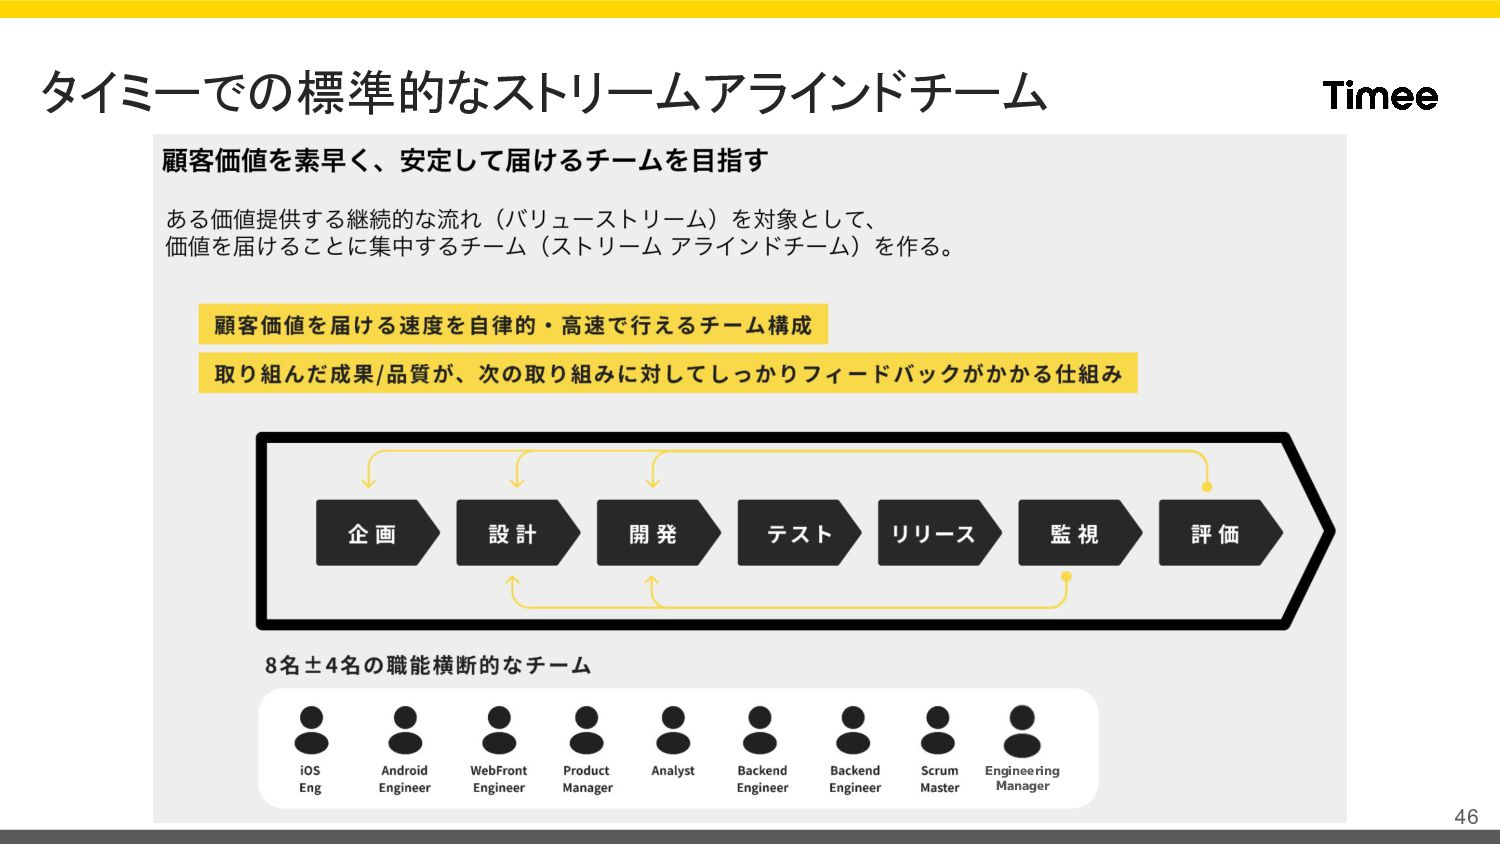 タイミーでの標準的なストリームアラインドチーム
Timee
顧客価値を素早く、安定して届けるチームを目指す
ある価値提供する継続的な流れ（バリューストリーム）を対象として、
価値を届けることに集中するチーム（ストリーム アラインドチーム）を作る。
顧客価値を届ける速度を自律的・高速で行えるチーム構成
取り組んだ成果/品質が、次の取り組みに対してしっかりフィードバックがかかる仕組み
企画
設計
開発
テスト
リリース
監視
評価
8名±4名の職能横断的なチーム
iOS
Eng
Android
Engineer
WebFront
Engineer
Product
Manager
Analyst
Backend
Engineer
Backend
Engineer
Scrum
Master
Engineering
Manager
46